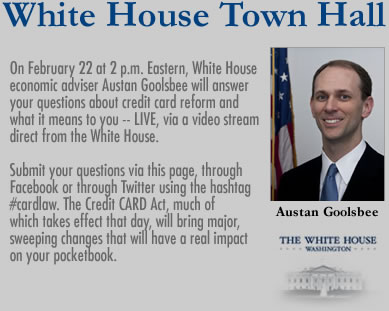 White House Town Hall
On February 22 at 2 p.m. Eastern, White House
economic adviser Austan Goolsbee will answer
your questions about credit card reform and
what it means to you -- LIVE, via a video stream
direct from the White House.
Submit your questions via this page, through
Facebook or through Twitter using the hashtag
#cardlaw. The Credit CARD Act, much of
which takes effect that day, will bring major,
sweeping changes that will have a real impact
on your pocketbook.
Austan Goolsbee
THE WHITE HOUSE
WASHINGTON